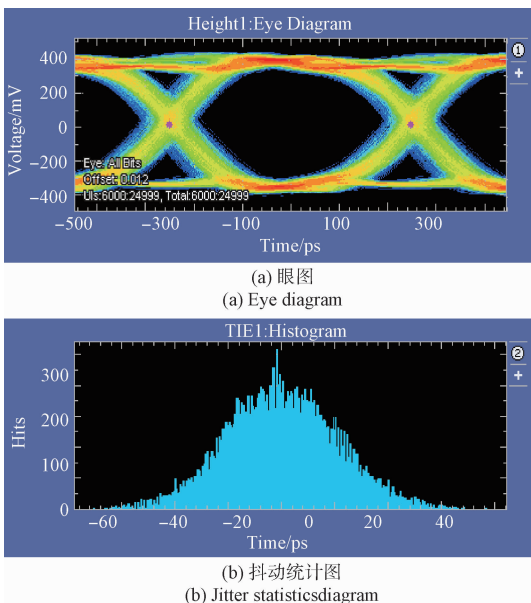 Height1:Eye Diagram
①
+
Voltage/mV
400
200
0
−200
−400
Eye: All Bits
Offset: 0.012
UIs:6000:24999, Total:6000:24999
−500
−300
−100
100
300
Time/ps
(a) 眼图
(a) Eye diagram
TIE1:Histogram
②
+
Hits
300
200
100
0
−60
−40
−20
0
20
40
Time/ps
(b) 抖动统计图
(b) Jitter statisticsdiagram